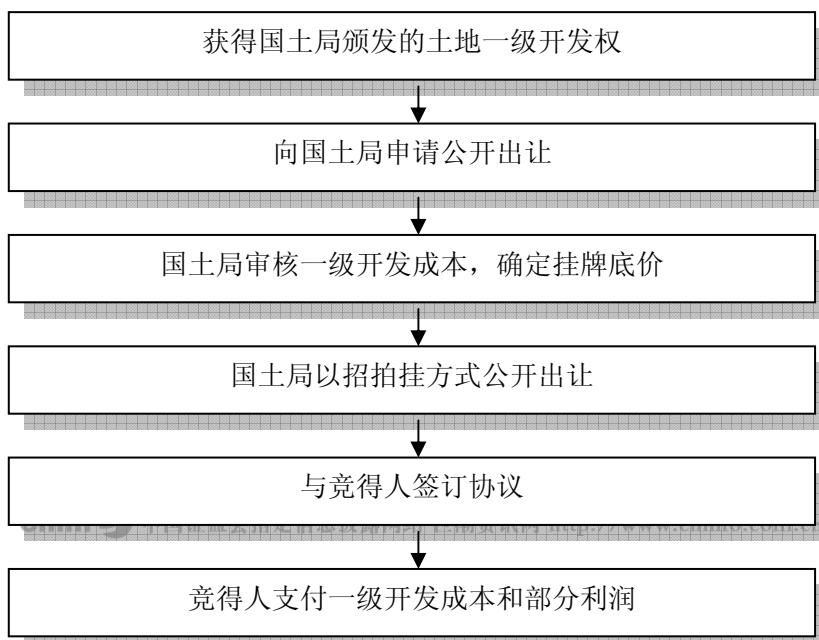 获得国土局颁发的土地一级开发权
向国土局申请公开出让
国土局审核一级开发成本，确定挂牌底价
国土局以招拍挂方式公开出让
与竞得人签订协议
竞得人支付一级开发成本和部分利润